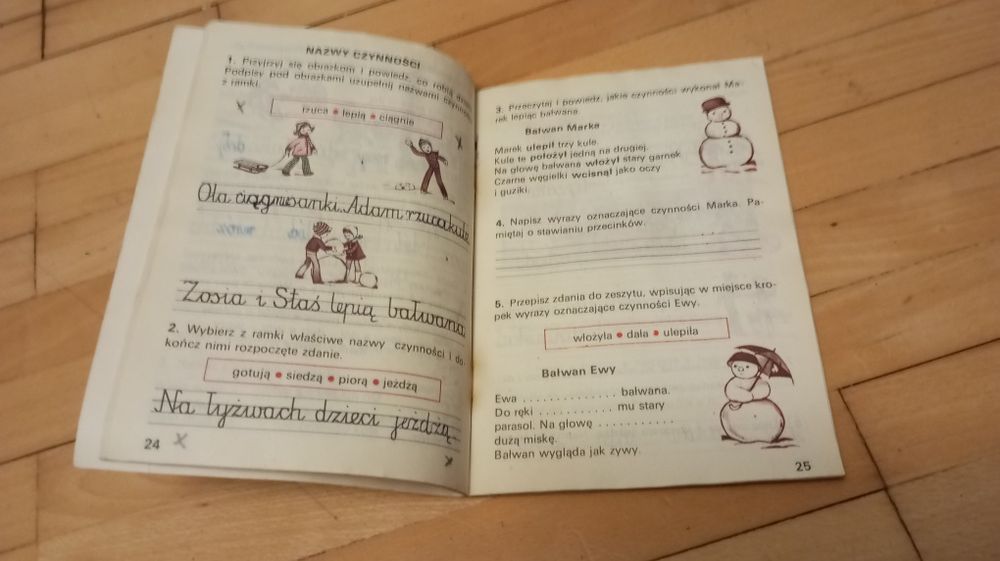 NAZWY CZYNNOŚCI
1. Przyjrzyj się obrazkom i powiedz, co robią
Podpisy pod obrazkami uzupełnij nazwami czynności
z ramki.
rzuca • lepią • ciągnie
Ola ciągnie sanki. Adam rzuca kulę
Zosia i Staś lepią bałwana
2. Wybierz z ramki właściwe nazwy czynności i do-
kończ nimi rozpoczęte zdanie.
gotują • siedzą • piorą • jeżdżą
Na łyżwach dzieci jeżdżą
24
3. Przeczytaj i powiedz, jakie czynności wykonał Ma-
rek lepiąc bałwana.
Bałwan Marka
Marek ulepił trzy kule.
Kule te położył jedną na drugiej.
Na głowę bałwana włożył stary garnek.
Czarne węgielki wcisnął jako oczy
i guziki.
4. Napisz wyrazy oznaczające czynności Marka. Pa-
miętaj o stawianiu przecinków.
5. Przepisz zdania do zeszytu, wpisując w miejsce kro-
pek wyrazy oznaczające czynności Ewy.
włożyła • dała • ulepiła
Bałwan Ewy
Ewa . . . . . . . . . . . . . bałwana.
Do ręki . . . . . . . . . . . mu stary
parasol. Na głowę . . . . . . . . . . .
dużą miskę.
Bałwan wygląda jak żywy.
25